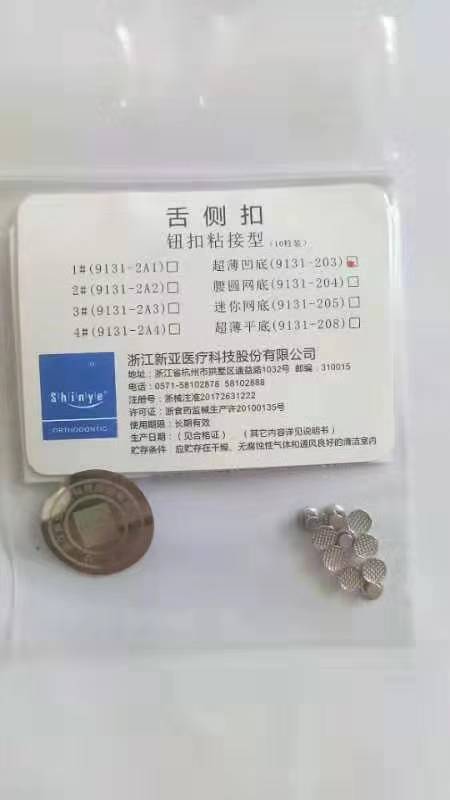 舌侧扣
钮扣粘接型(10粒装)
1#(9131-2A1)□ 超薄凹底(9131-203)□
2#(9131-2A2)□ 腰圆网底(9131-204)□
3#(9131-2A3)□ 迷你网底(9131-205)□
4#(9131-2A4)□ 超薄平底(9131-208)□
Shinye
ORTHODONTIC
浙江新亚医疗科技股份有限公司
地址:浙江省杭州市拱墅区通益路1032号 邮编:310015
电话:0571-58102878 58102888
注册号:浙械注准20172631222
许可证:浙食药监械生产许20100135号
使用期限:长期有效
生产日期:(见合格证) (其它内容详见说明书)
贮存条件 应贮存在干燥、无腐蚀性气体和通风良好的清洁室内